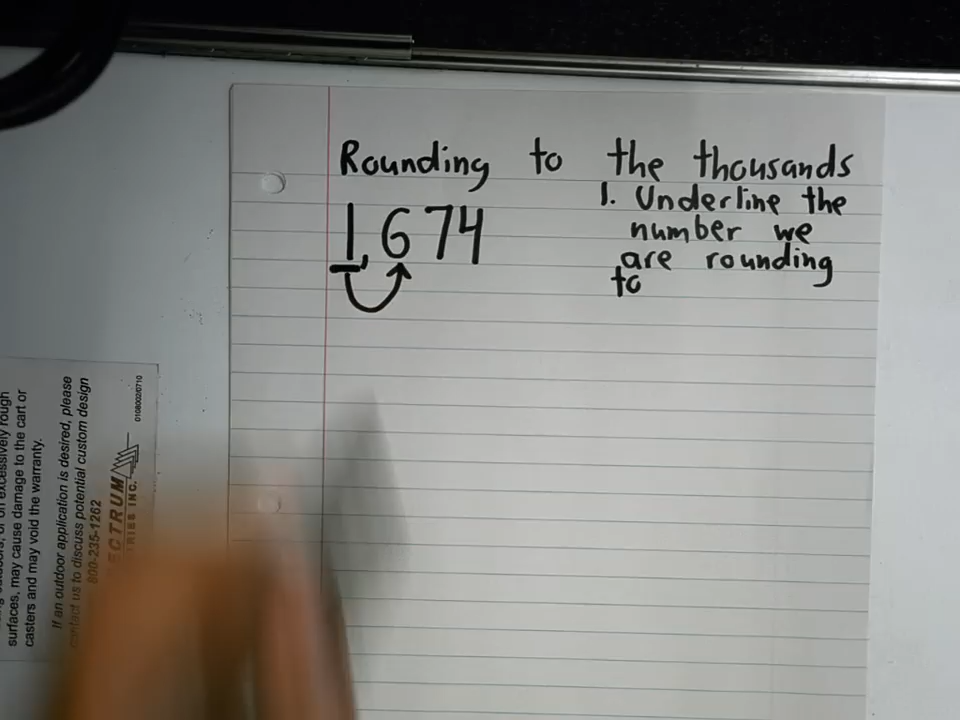 Rounding to the thousands
1,674
1. Underline the
number we
are rounding
to
surfaces, may cause damage to the cart or
casters and may void the warranty.
If an outdoor application is desired, please
contact us to discuss potential custom design
800-235-1262
0108002/0710